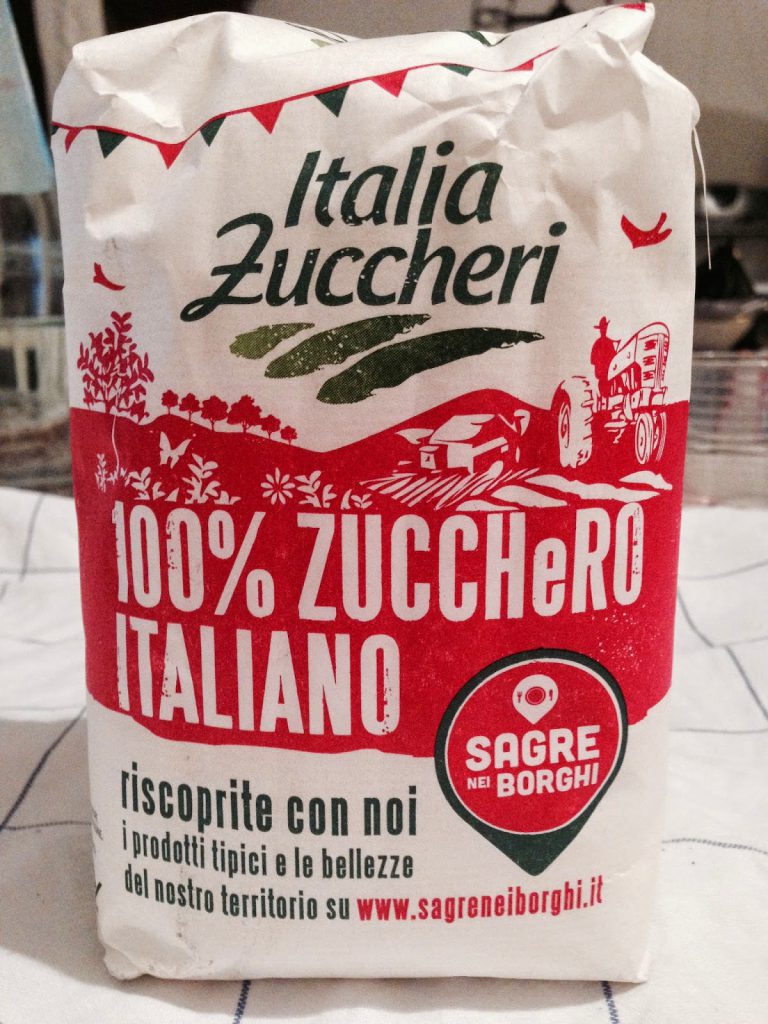 Italia
Zuccheri
100% ZUCCHeRO
ITALIANO
SAGRE
NEI BORGHI
riscoprite con noi
i prodotti tipici e le bellezze
del nostro territorio su www.sagreneiborghi.it